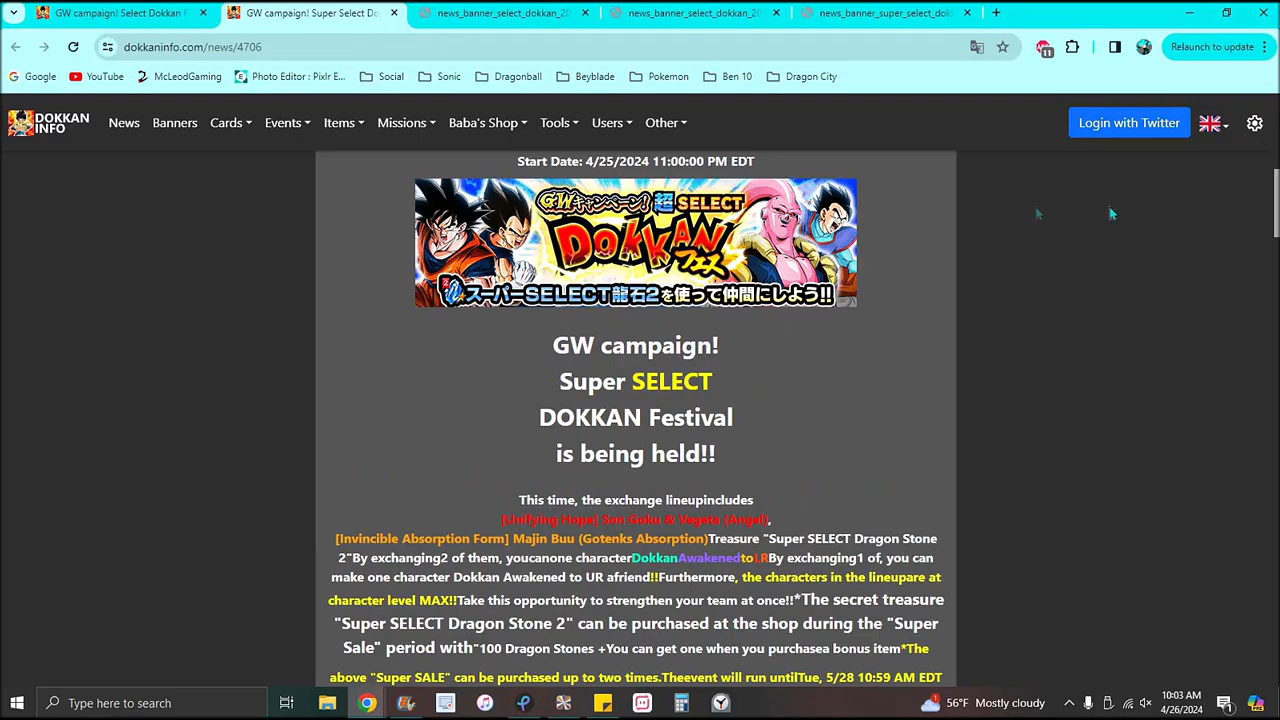 GW campaign! Select Dokkan F
GW campaign! Super Select Do
news_banner_select_dokkan_20
news_banner_select_dokkan_20
news_banner_super_select_dok
dokkaninfo.com/news/4706
11
Relaunch to update
Google
YouTube
McLeodGaming
Photo Editor : Pixlr E...
Social
Sonic
Dragonball
Beyblade
Pokemon
Ben 10
Dragon City
DOKKAN
INFO
News
Banners
Cards
Events
Items
Missions
Baba's Shop
Tools
Users
Other
Login with Twitter
Start Date: 4/25/2024 11:00:00 PM EDT
GWキャンペーン! 超SELECT
DOKKANフェス
スーパーSELECT龍石2を使って仲間にしよう!!
GW campaign!
Super SELECT
DOKKAN Festival
is being held!!
This time, the exchange lineupincludes
[Unifying Hope] Son Goku & Vegeta (Angel),
[Invincible Absorption Form] Majin Buu (Gotenks Absorption)Treasure "Super SELECT Dragon Stone
2"By exchanging2 of them, youcanone characterDokkanAwakenedtoLRBy exchanging1 of, you can
make one character Dokkan Awakened to UR afriend!!Furthermore, the characters in the lineupare at
character level MAX!!Take this opportunity to strengthen your team at once!!*The secret treasure
"Super SELECT Dragon Stone 2" can be purchased at the shop during the "Super
Sale" period with"100 Dragon Stones +You can get one when you purchasea bonus item*The
above "Super SALE" can be purchased up to two times.Theevent will run untilTue, 5/28 10:59 AM EDT
Type here to search
56°F Mostly cloudy
10:03 AM
4/26/2024